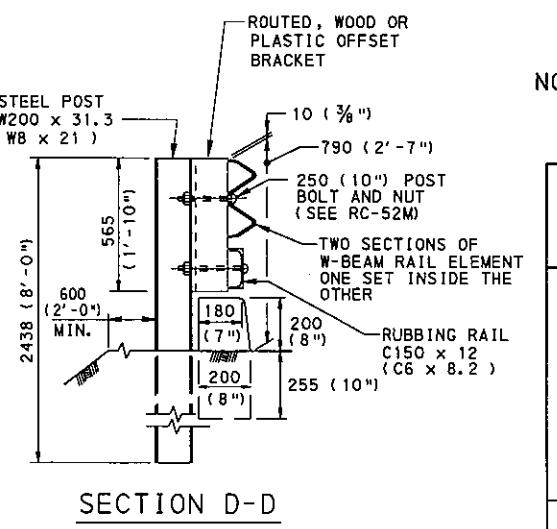 ROUTED, WOOD OR
PLASTIC OFFSET
BRACKET
NO
STEEL POST
W200 x 31.3
W8 x 21 )
10 ( 3/8 ")
790 (2'-7")
250 (10") POST
BOLT AND NUT
(SEE RC-52M)
565
(1'-10")
TWO SECTIONS OF
W-BEAM RAIL ELEMENT
ONE SET INSIDE THE
OTHER
2438 (8'-0")
600
(2'-0")
MIN.
180
(7")
200
(8")
RUBBING RAIL
C150 x 12
(C6 x 8.2 )
200
(8")
255 (10")
SECTION D-D